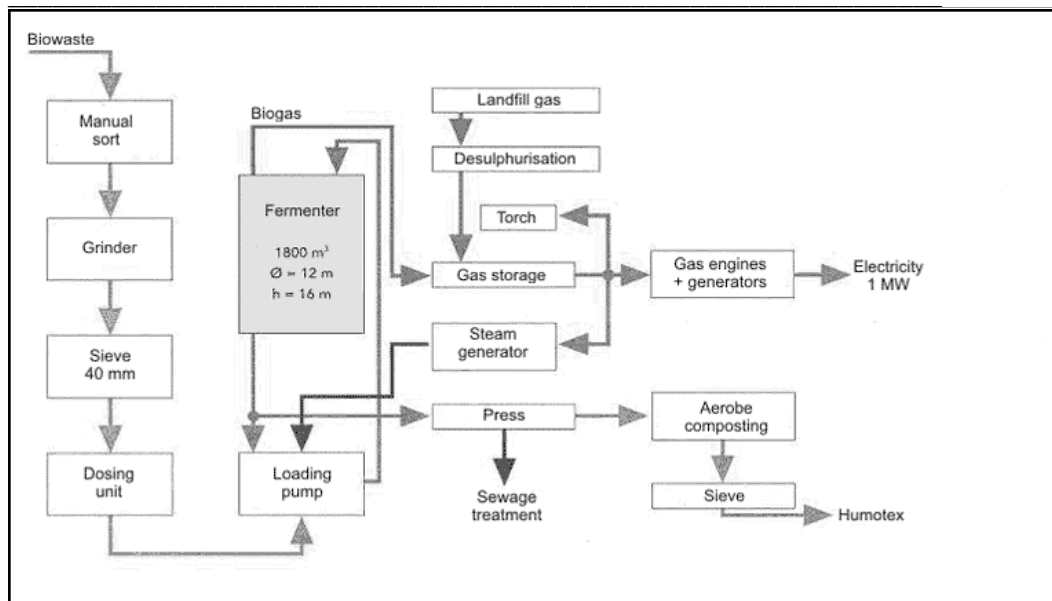 Biowaste
Manual
sort
Grinder
Sieve
40 mm
Dosing
unit
Biogas
Fermenter
1800 m³
Ø = 12 m
h = 16 m
Loading
pump
Landfill gas
Desulphurisation
Torch
Gas storage
Steam
generator
Press
Sewage
treatment
Gas engines
+ generators
Electricity
1 MW
Aerobe
composting
Sieve
Humotex